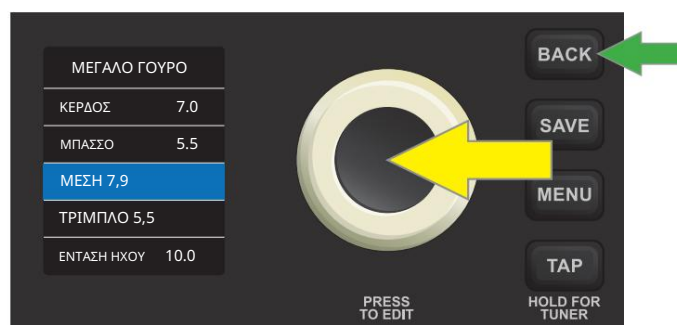 ΜΕΓΑΛΟ ΓΟΥΡΟ
ΚΕΡΔΟΣ 7.0
ΜΠΑΣΣΟ 5.5
ΜΕΣΗ 7,9
ΤΡΙΜΠΛΟ 5,5
ΕΝΤΑΣΗ ΗΧΟΥ 10.0
PRESS
TO EDIT
BACK
SAVE
MENU
TAP
HOLD FOR
TUNER